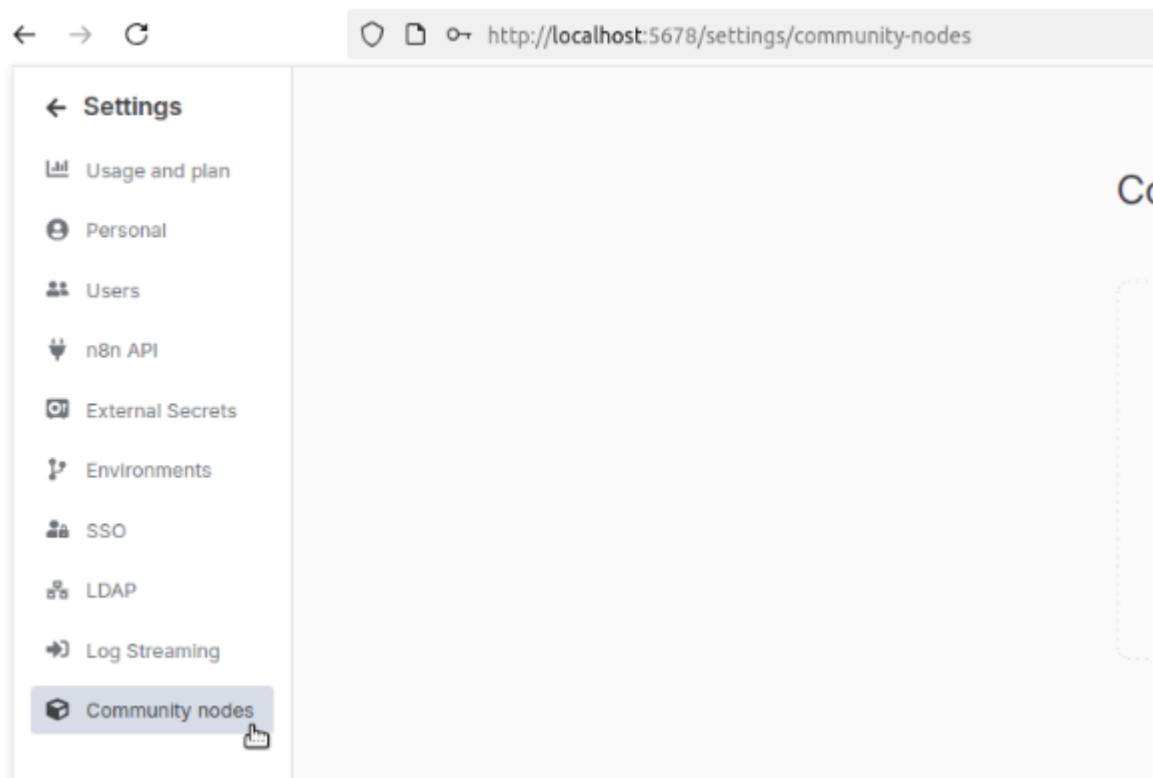 http://localhost:5678/settings/community-nodes
Settings
Usage and plan
Personal
Users
n8n API
External Secrets
Environments
SSO
LDAP
Log Streaming
Community nodes
Co